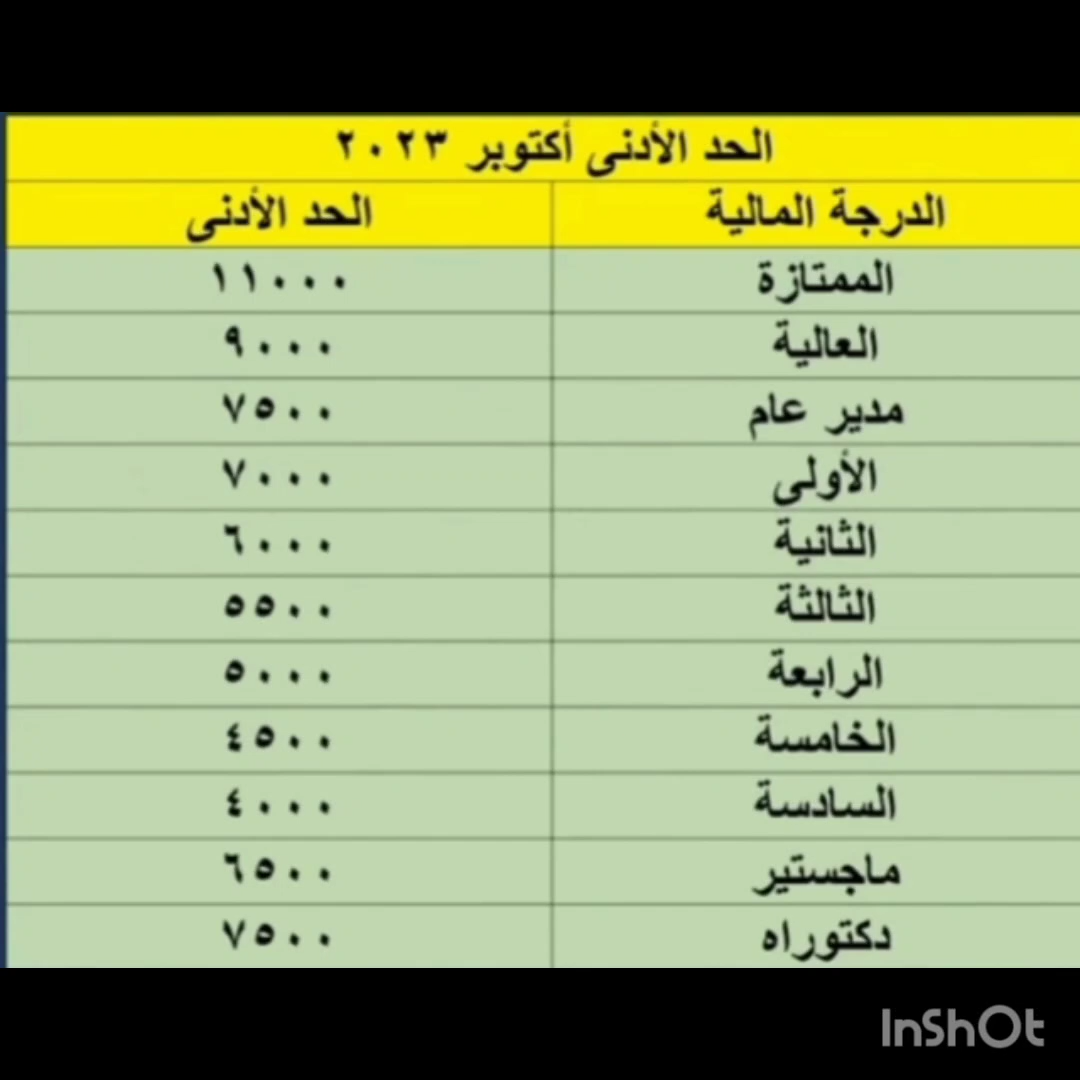 الحد الأدنى أكتوبر ٢٠٢٣
الدرجة المالية الحد الأدنى
الممتازة ١١٠٠٠
العالية ٩٠٠٠
مدير عام ٧٥٠٠
الأولى ٧٠٠٠
الثانية ٦٠٠٠
الثالثة ٥٥٠٠
الرابعة ٥٠٠٠
الخامسة ٤٥٠٠
السادسة ٤٠٠٠
ماجستير ٦٥٠٠
دكتوراه ٧٥٠٠
InShOt